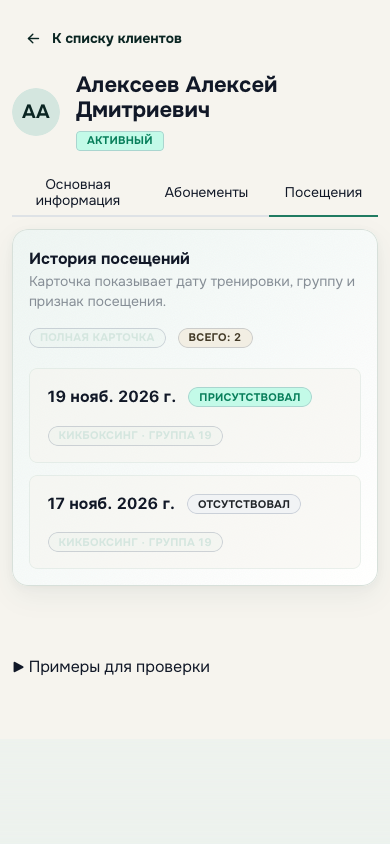 ← К списку клиентов
АА
Алексеев Алексей
Дмитриевич
АКТИВНЫЙ
Основная
информация
Абонементы
Посещения
История посещений
Карточка показывает дату тренировки, группу и
признак посещения.
ПОЛНАЯ КАРТОЧКА
ВСЕГО: 2
19 нояб. 2026 г.
ПРИСУТСТВОВАЛ
КИКБОКСИНГ · ГРУППА 19
17 нояб. 2026 г.
ОТСУТСТВОВАЛ
КИКБОКСИНГ · ГРУППА 19
▶ Примеры для проверки